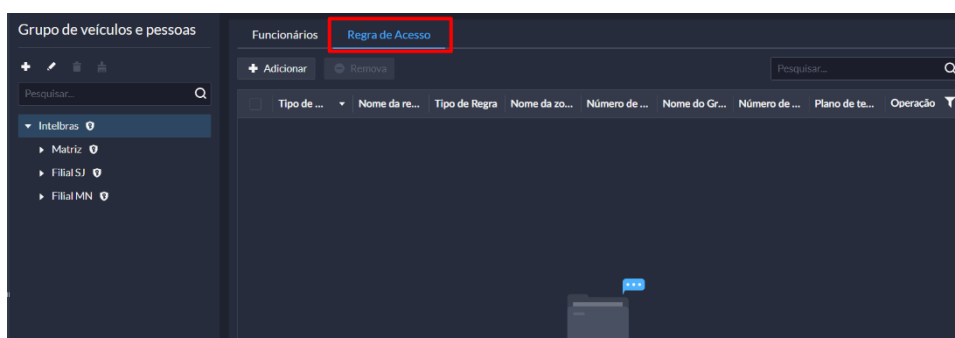 Grupo de veículos e pessoas
Funcionários Regra de Acesso
Adicionar Remova Pesquisar...
Pesquisar...
Tipo de ... Nome da re... Tipo de Regra Nome da zo... Número de ... Nome do Gr... Número de ... Plano de te... Operação
Intelbras
Matriz
Filial SJ
Filial MN